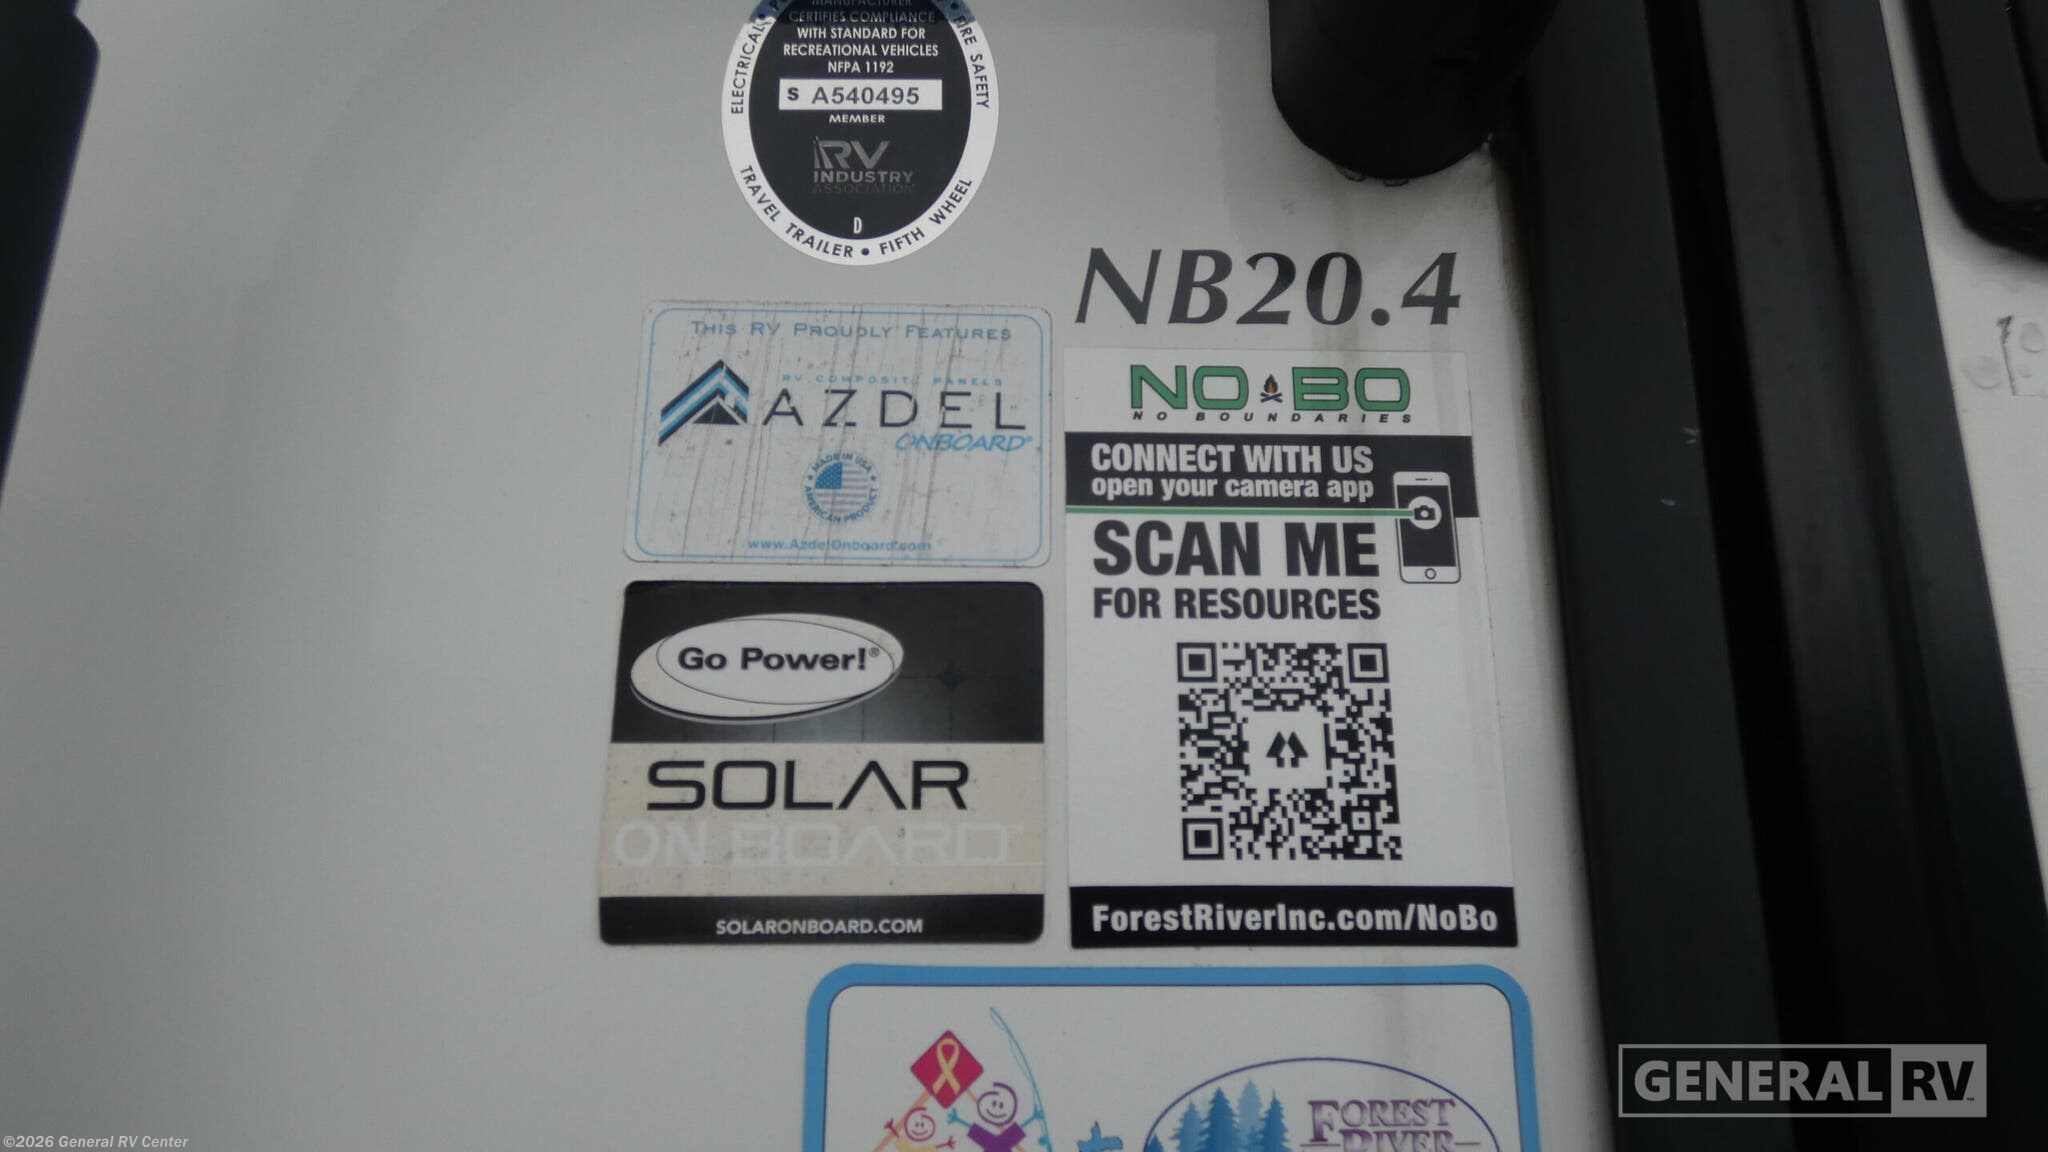 MANUFACTURER
CERTIFIES COMPLIANCE
WITH STANDARD FOR
RECREATIONAL VEHICLES
NFPA 1192
S A540495
MEMBER
RV
INDUSTRY
ASSOCIATION
D
ELECTRICAL •
• FIRE SAFETY
TRAVEL TRAILER • FIFTH WHEEL
NB20.4
THIS RV PROUDLY FEATURES
RV COMPOSITE PANELS
AZDEL
ONBOARD®
MADE IN USA
AMERICAN PRODUCT
www.AzdelOnboard.com
NO BO
NO BOUNDARIES
CONNECT WITH US
open your camera app
SCAN ME
FOR RESOURCES
ForestRiverInc.com/NoBo
Go Power!®
SOLAR
ON BOARD
SOLARONBOARD.COM
FOREST
RIVER
GENERAL RV
©2026 General RV Center